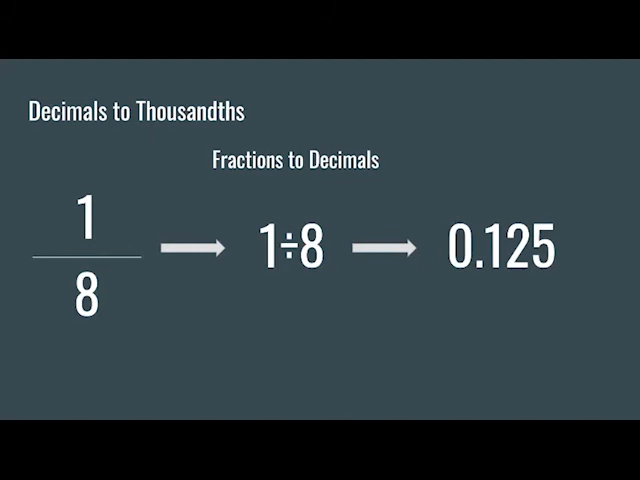 Decimals to Thousandths
Fractions to Decimals
1
8
1÷8
0.125